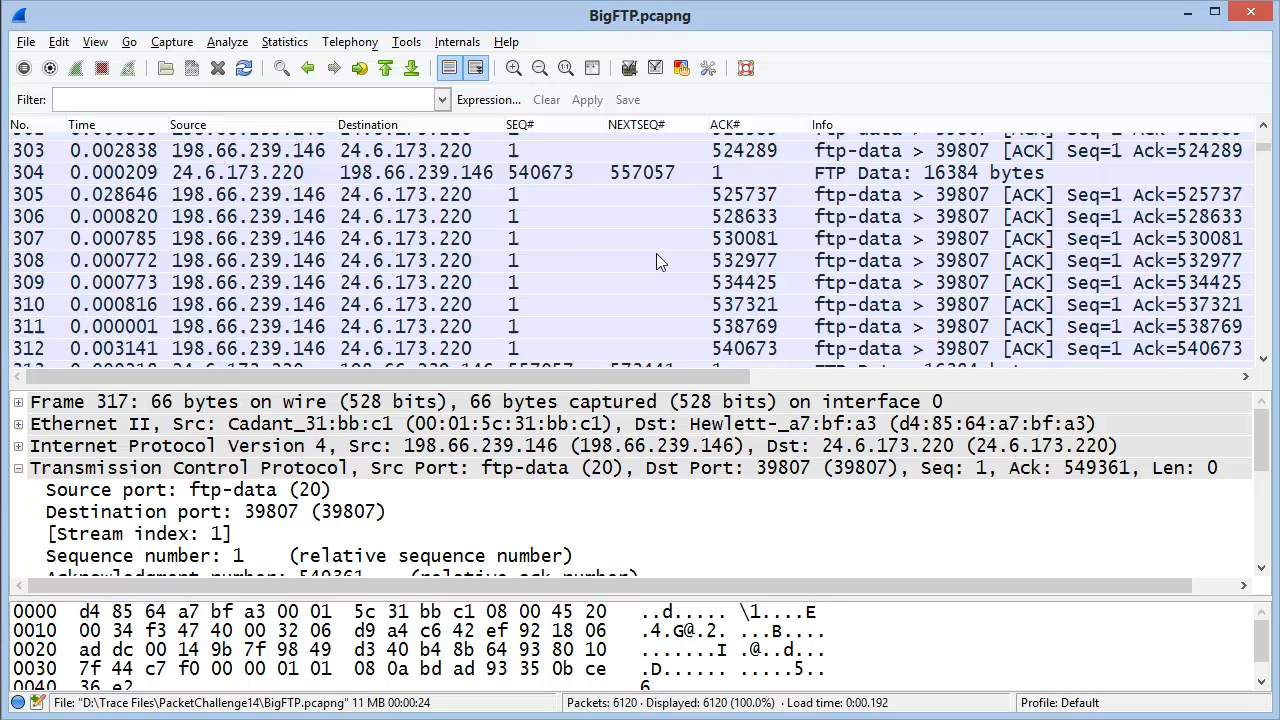 BigFTP.pcapng
File Edit View Go Capture Analyze Statistics Telephony Tools Internals Help
Filter: Expression... Clear Apply Save
No. Time Source Destination SEQ# NEXTSEQ# ACK# Info
303 0.002838 198.66.239.146 24.6.173.220 1 524289 ftp-data > 39807 [ACK] Seq=1 Ack=524289
304 0.000209 24.6.173.220 198.66.239.146 540673 557057 1 FTP Data: 16384 bytes
305 0.028646 198.66.239.146 24.6.173.220 1 525737 ftp-data > 39807 [ACK] Seq=1 Ack=525737
306 0.000820 198.66.239.146 24.6.173.220 1 528633 ftp-data > 39807 [ACK] Seq=1 Ack=528633
307 0.000785 198.66.239.146 24.6.173.220 1 530081 ftp-data > 39807 [ACK] Seq=1 Ack=530081
308 0.000772 198.66.239.146 24.6.173.220 1 532977 ftp-data > 39807 [ACK] Seq=1 Ack=532977
309 0.000773 198.66.239.146 24.6.173.220 1 534425 ftp-data > 39807 [ACK] Seq=1 Ack=534425
310 0.000816 198.66.239.146 24.6.173.220 1 537321 ftp-data > 39807 [ACK] Seq=1 Ack=537321
311 0.000001 198.66.239.146 24.6.173.220 1 538769 ftp-data > 39807 [ACK] Seq=1 Ack=538769
312 0.003141 198.66.239.146 24.6.173.220 1 540673 ftp-data > 39807 [ACK] Seq=1 Ack=540673
Frame 317: 66 bytes on wire (528 bits), 66 bytes captured (528 bits) on interface 0
Ethernet II, Src: Cadant_31:bb:c1 (00:01:5c:31:bb:c1), Dst: Hewlett-_a7:bf:a3 (d4:85:64:a7:bf:a3)
Internet Protocol Version 4, Src: 198.66.239.146 (198.66.239.146), Dst: 24.6.173.220 (24.6.173.220)
Transmission Control Protocol, Src Port: ftp-data (20), Dst Port: 39807 (39807), Seq: 1, Ack: 549361, Len: 0
Source port: ftp-data (20)
Destination port: 39807 (39807)
[Stream index: 1]
Sequence number: 1 (relative sequence number)
Acknowledgment number: 549361 (relative ack number)
0000 d4 85 64 a7 bf a3 00 01 5c 31 bb c1 08 00 45 20 ..d..... \1....E
0010 00 34 f3 47 40 00 32 06 d9 a4 c6 42 ef 92 18 06 .4.G@.2. ...B....
0020 ad dc 00 14 9b 7f 98 49 d3 40 b4 8b 64 93 80 10 .......I .@..d...
0030 7f 44 c7 f0 00 00 01 01 08 0a bd ad 93 35 0b ce .D...... .....5..
0040 36 e2 6.
File: "D:\Trace Files\PacketChallenge14\BigFTP.pcapng" 11 MB 00:00:24 Packets: 6120 · Displayed: 6120 (100.0%) · Load time: 0:00.192 Profile: Default